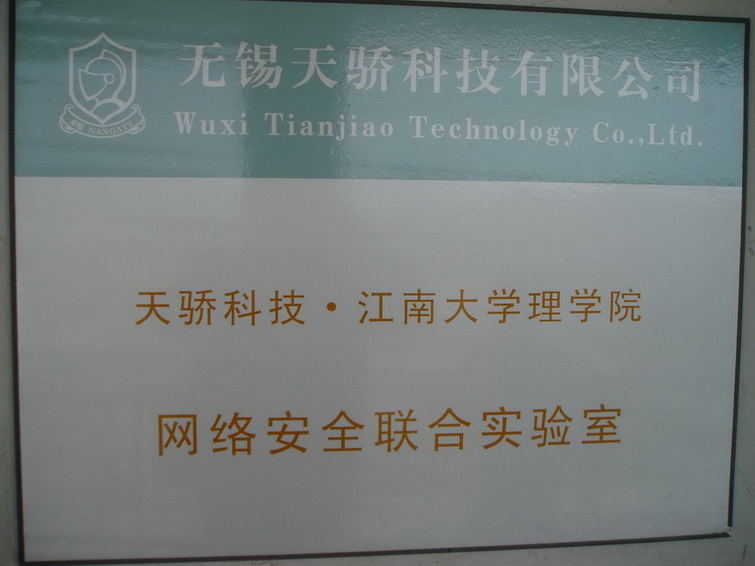 无锡天骄科技有限公司
Wuxi Tianjiao Technology Co.,Ltd.
NAXGATE
天骄科技·江南大学理学院
网络安全联合实验室